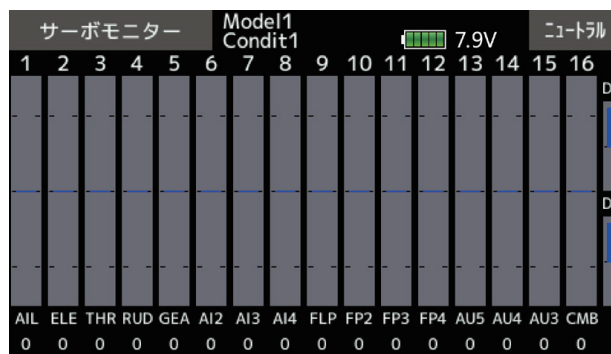 サーボモニター Model1 Condit1 7.9V ﾆｭｰﾄﾗﾙ
1 2 3 4 5 6 7 8 9 10 11 12 13 14 15 16
D
D
AIL ELE THR RUD GEA AI2 AI3 AI4 FLP FP2 FP3 FP4 AU5 AU4 AU3 CMB
0 0 0 0 0 0 0 0 0 0 0 0 0 0 0 0